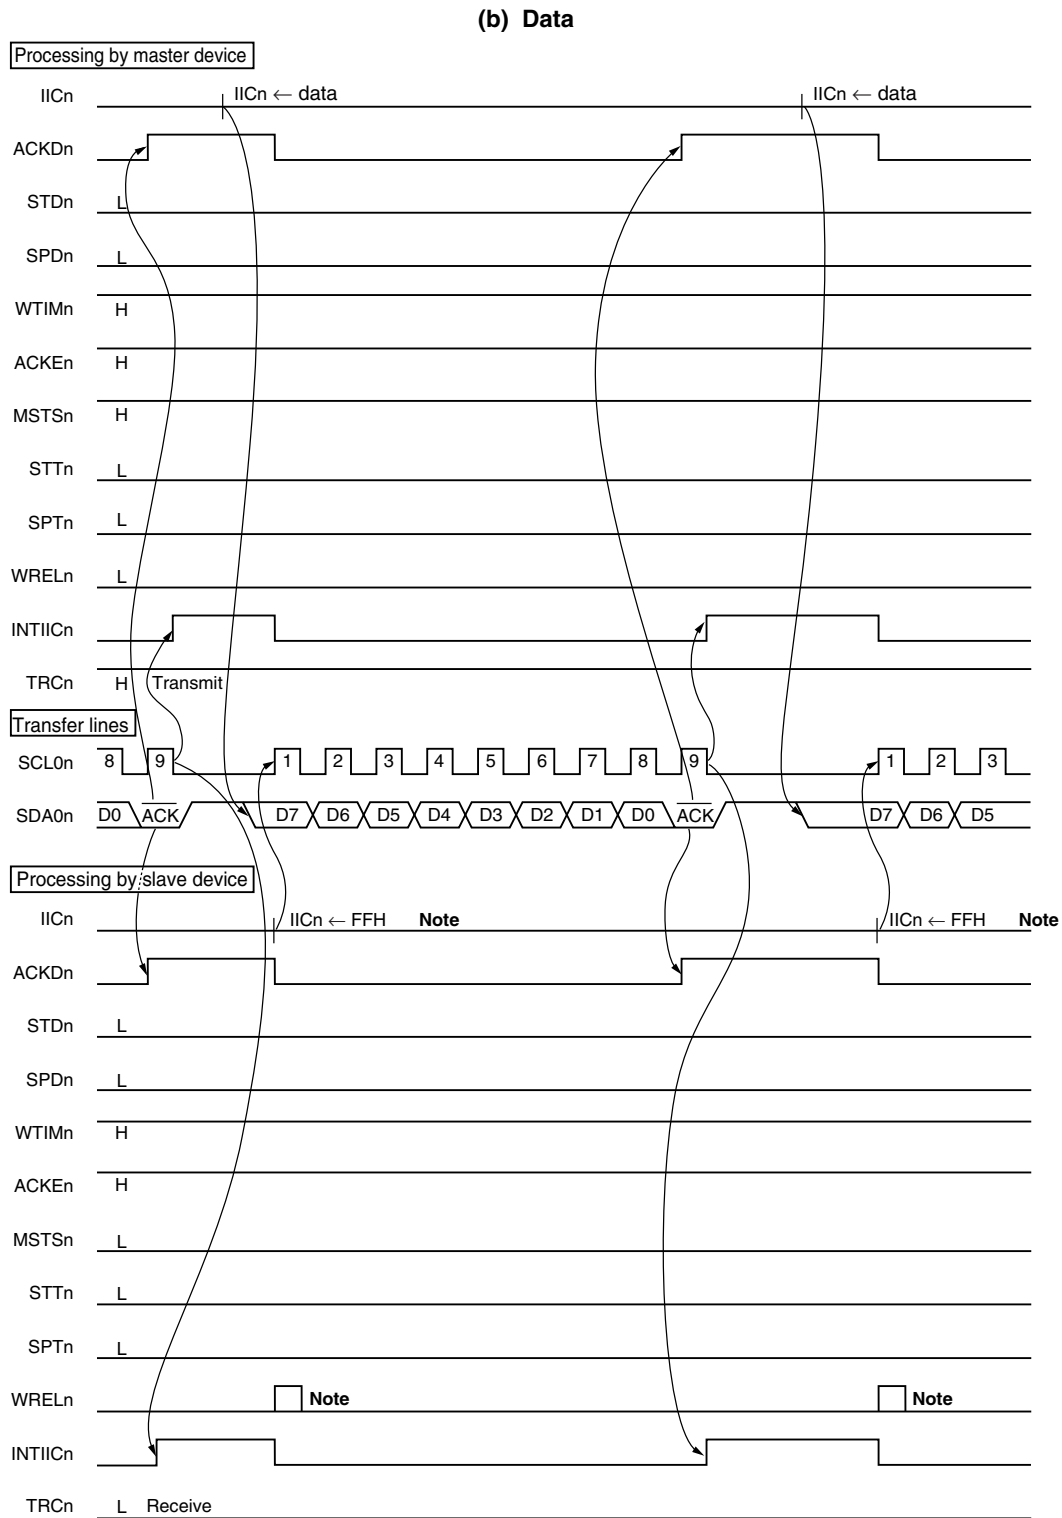 (b) Data
Processing by master device
IICn IICn ← data IICn ← data
ACKDn
STDn L
SPDn L
WTIMn H
ACKEn H
MSTSn H
STTn L
SPTn L
WRELn L
INTIICn
TRCn H Transmit
Transfer lines
SCL0n 8 9 1 2 3 4 5 6 7 8 9 1 2 3
SDA0n D0 A̅C̅K̅ D7 D6 D5 D4 D3 D2 D1 D0 A̅C̅K̅ D7 D6 D5
Processing by slave device
IICn IICn ← FFH Note IICn ← FFH Note
ACKDn
STDn L
SPDn L
WTIMn H
ACKEn H
MSTSn L
STTn L
SPTn L
WRELn Note Note
INTIICn
TRCn L Receive